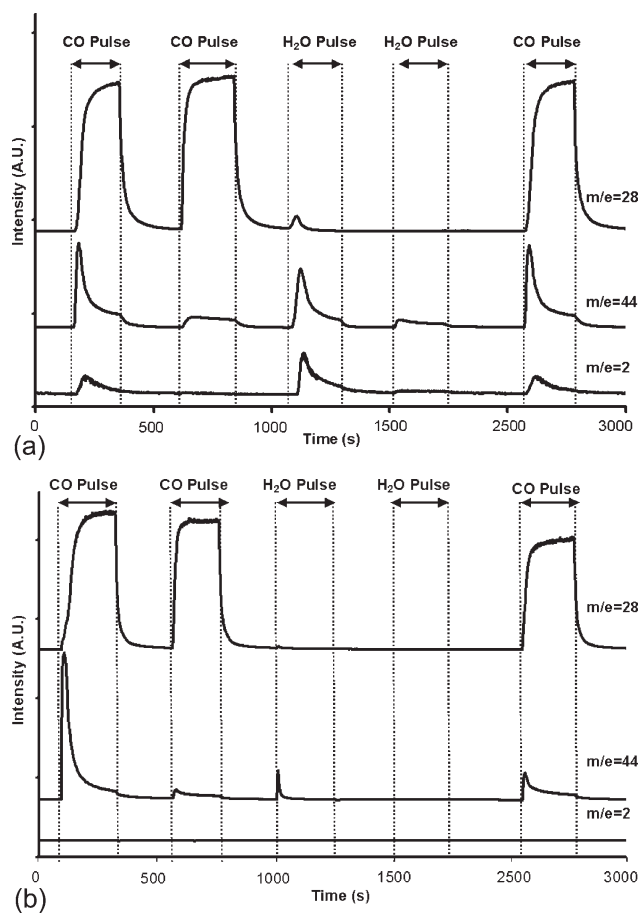 CO Pulse CO Pulse H₂O Pulse H₂O Pulse CO Pulse
Intensity (A.U.)
m/e=28
m/e=44
m/e=2
0 500 1000 1500 2000 2500 3000
Time (s)
(a)
CO Pulse CO Pulse H₂O Pulse H₂O Pulse CO Pulse
Intensity (A.U.)
m/e=28
m/e=44
m/e=2
0 500 1000 1500 2000 2500 3000
Time (s)
(b)